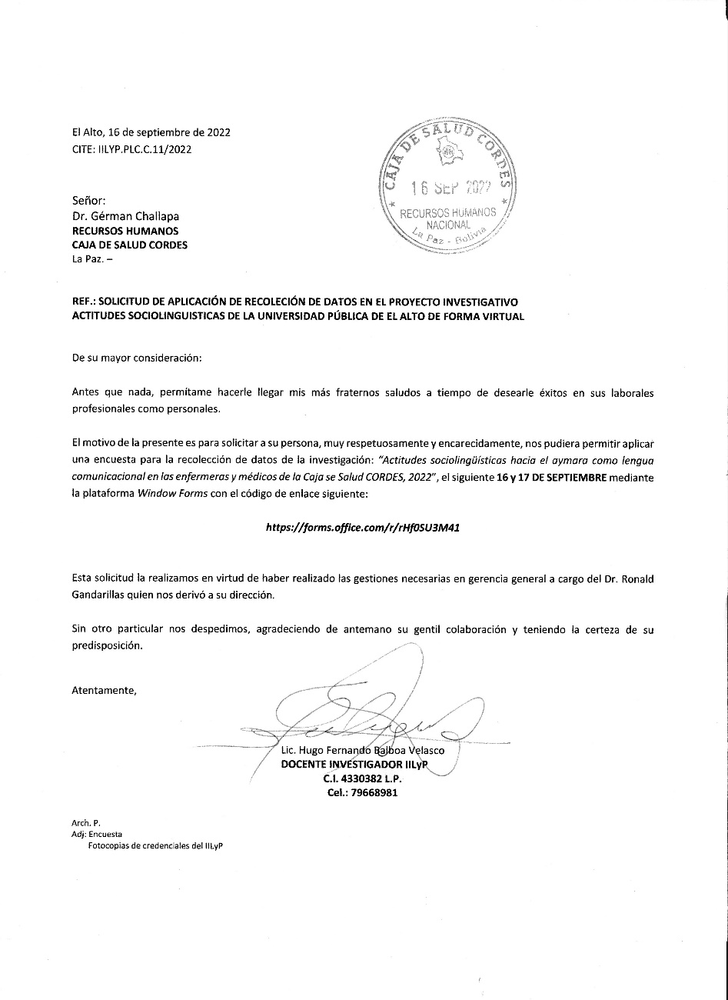 El Alto, 16 de septiembre de 2022
CITE: IILYP.PLC.C.11/2022
CAJA DE SALUD CORDES
16 SEP 2022
RECURSOS HUMANOS
NACIONAL
La Paz - Bolivia
Señor:
Dr. Gérman Challapa
RECURSOS HUMANOS
CAJA DE SALUD CORDES
La Paz. –
REF.: SOLICITUD DE APLICACIÓN DE RECOLECIÓN DE DATOS EN EL PROYECTO INVESTIGATIVO
ACTITUDES SOCIOLINGUISTICAS DE LA UNIVERSIDAD PÚBLICA DE EL ALTO DE FORMA VIRTUAL
De su mayor consideración:
Antes que nada, permítame hacerle llegar mis más fraternos saludos a tiempo de desearle éxitos en sus laborales
profesionales como personales.
El motivo de la presente es para solicitar a su persona, muy respetuosamente y encarecidamente, nos pudiera permitir aplicar
una encuesta para la recolección de datos de la investigación: “Actitudes sociolingüísticas hacia el aymara como lengua
comunicacional en las enfermeras y médicos de la Caja se Salud CORDES, 2022”, el siguiente 16 y 17 DE SEPTIEMBRE mediante
la plataforma Window Forms con el código de enlace siguiente:
https://forms.office.com/r/rHf0SU3M41
Esta solicitud la realizamos en virtud de haber realizado las gestiones necesarias en gerencia general a cargo del Dr. Ronald
Gandarillas quien nos derivó a su dirección.
Sin otro particular nos despedimos, agradeciendo de antemano su gentil colaboración y teniendo la certeza de su
predisposición.
Atentamente,
Lic. Hugo Fernando Balboa Velasco
DOCENTE INVESTIGADOR IILyP
C.I. 4330382 L.P.
Cel.: 79668981
Arch. P.
Adj: Encuesta
Fotocopias de credenciales del IILyP